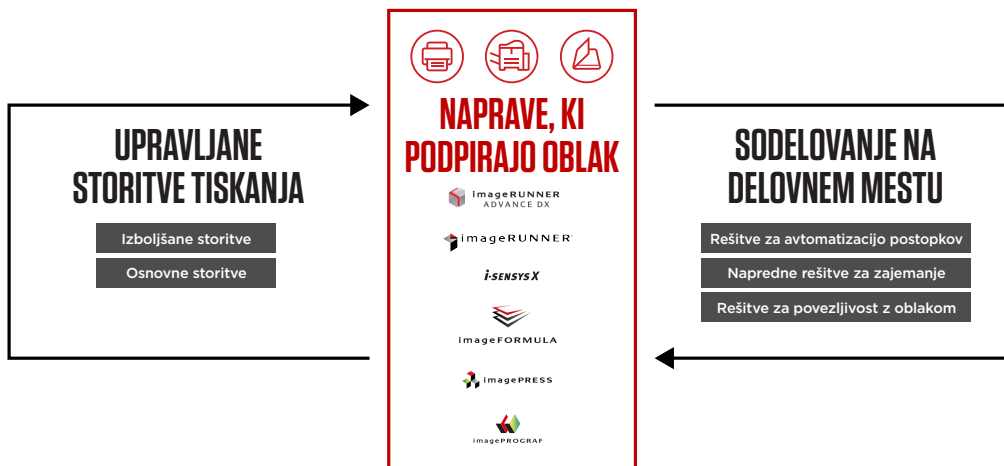 UPRAVLJANE
STORITVE TISKANJA
Izboljšane storitve
Osnovne storitve
NAPRAVE, KI
PODPIRAJO OBLAK
imageRUNNER
ADVANCE DX
imageRUNNER
i-SENSYS X
imageFORMULA
imagePRESS
imagePROGRAF
SODELOVANJE NA
DELOVNEM MESTU
Rešitve za avtomatizacijo postopkov
Napredne rešitve za zajemanje
Rešitve za povezljivost z oblakom